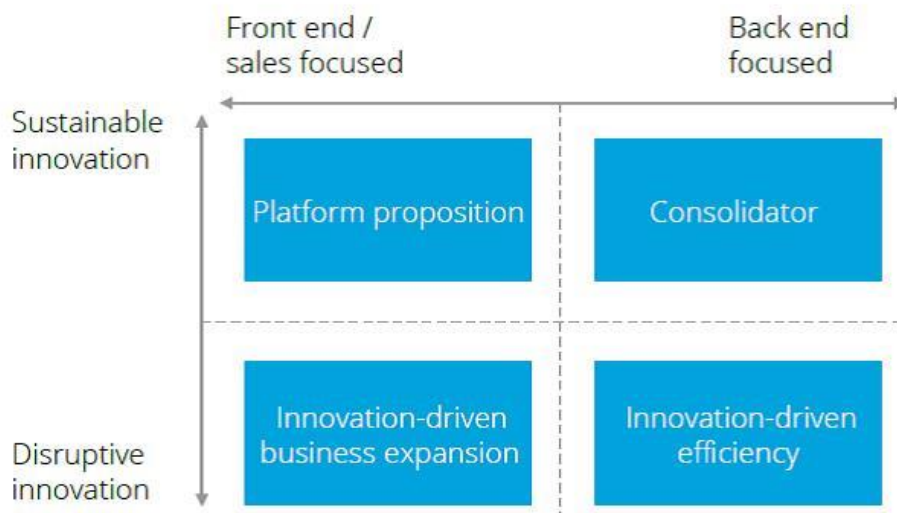 Front end /
sales focused
Back end
focused
Sustainable
innovation
Platform proposition
Consolidator
Disruptive
innovation
Innovation-driven
business expansion
Innovation-driven
efficiency